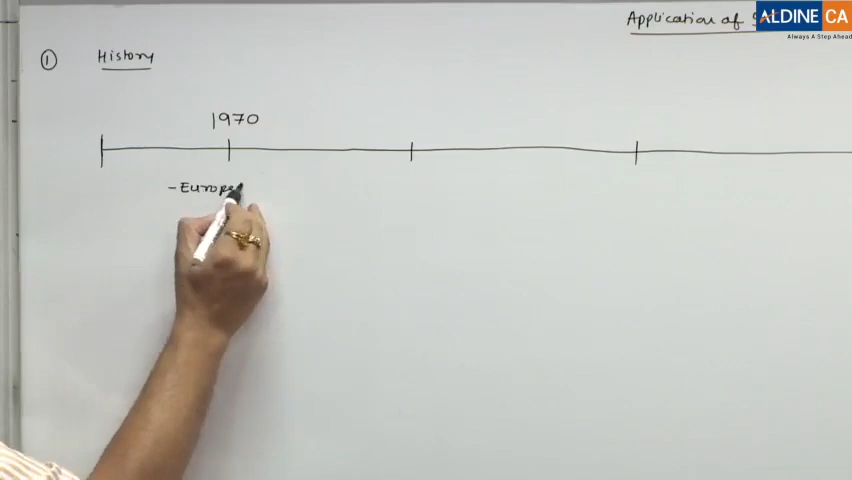 Application of
ALDINE CA
Always A Step Ahead
① History
1970
- Europe